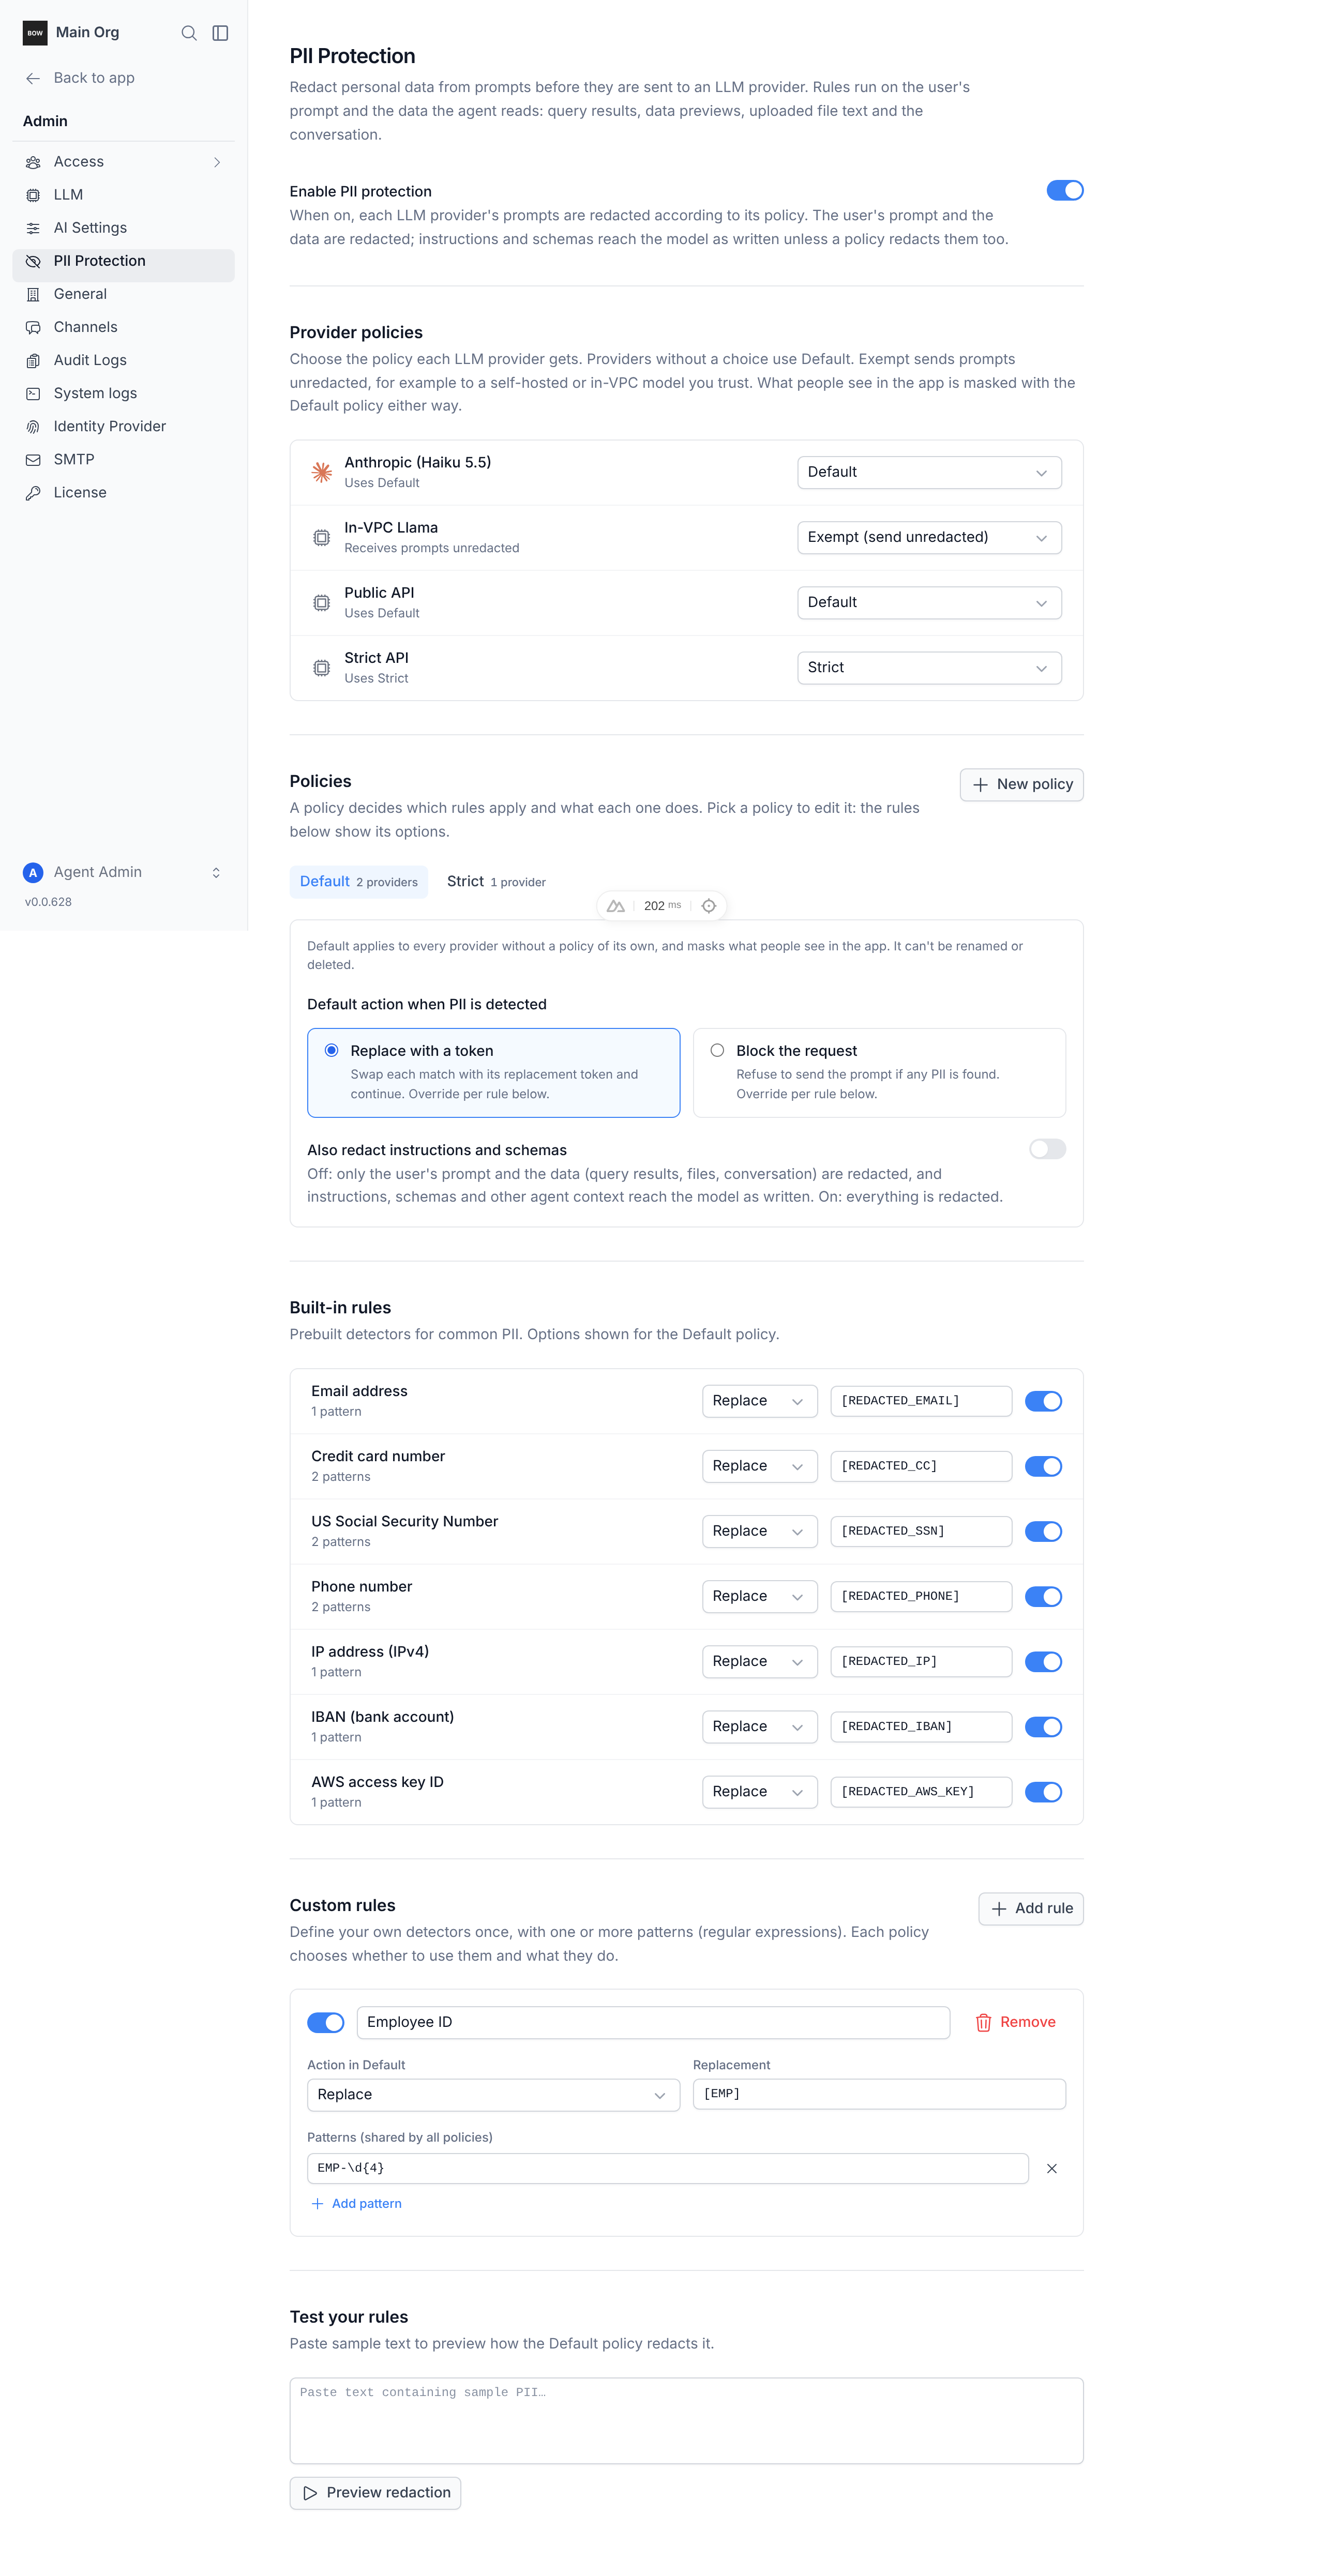 BOW Main Org
Back to app
Admin
Access
LLM
AI Settings
PII Protection
General
Channels
Audit Logs
System logs
Identity Provider
SMTP
License
A Agent Admin
v0.0.628
PII Protection
Redact personal data from prompts before they are sent to an LLM provider. Rules run on the user's
prompt and the data the agent reads: query results, data previews, uploaded file text and the
conversation.
Enable PII protection
When on, each LLM provider's prompts are redacted according to its policy. The user's prompt and the
data are redacted; instructions and schemas reach the model as written unless a policy redacts them too.
Provider policies
Choose the policy each LLM provider gets. Providers without a choice use Default. Exempt sends prompts
unredacted, for example to a self-hosted or in-VPC model you trust. What people see in the app is masked with the
Default policy either way.
Anthropic (Haiku 5.5)
Uses Default
Default
In-VPC Llama
Receives prompts unredacted
Exempt (send unredacted)
Public API
Uses Default
Default
Strict API
Uses Strict
Strict
Policies
New policy
A policy decides which rules apply and what each one does. Pick a policy to edit it: the rules
below show its options.
Default 2 providers Strict 1 provider
202 ms
Default applies to every provider without a policy of its own, and masks what people see in the app. It can't be renamed or
deleted.
Default action when PII is detected
Replace with a token
Swap each match with its replacement token and
continue. Override per rule below.
Block the request
Refuse to send the prompt if any PII is found.
Override per rule below.
Also redact instructions and schemas
Off: only the user's prompt and the data (query results, files, conversation) are redacted, and
instructions, schemas and other agent context reach the model as written. On: everything is redacted.
Built-in rules
Prebuilt detectors for common PII. Options shown for the Default policy.
Email address
1 pattern
Replace [REDACTED_EMAIL]
Credit card number
2 patterns
Replace [REDACTED_CC]
US Social Security Number
2 patterns
Replace [REDACTED_SSN]
Phone number
2 patterns
Replace [REDACTED_PHONE]
IP address (IPv4)
1 pattern
Replace [REDACTED_IP]
IBAN (bank account)
1 pattern
Replace [REDACTED_IBAN]
AWS access key ID
1 pattern
Replace [REDACTED_AWS_KEY]
Custom rules
Add rule
Define your own detectors once, with one or more patterns (regular expressions). Each policy
chooses whether to use them and what they do.
Employee ID
Remove
Action in Default
Replace
Replacement
[EMP]
Patterns (shared by all policies)
EMP-\d{4}
Add pattern
Test your rules
Paste sample text to preview how the Default policy redacts it.
Paste text containing sample PII…
Preview redaction